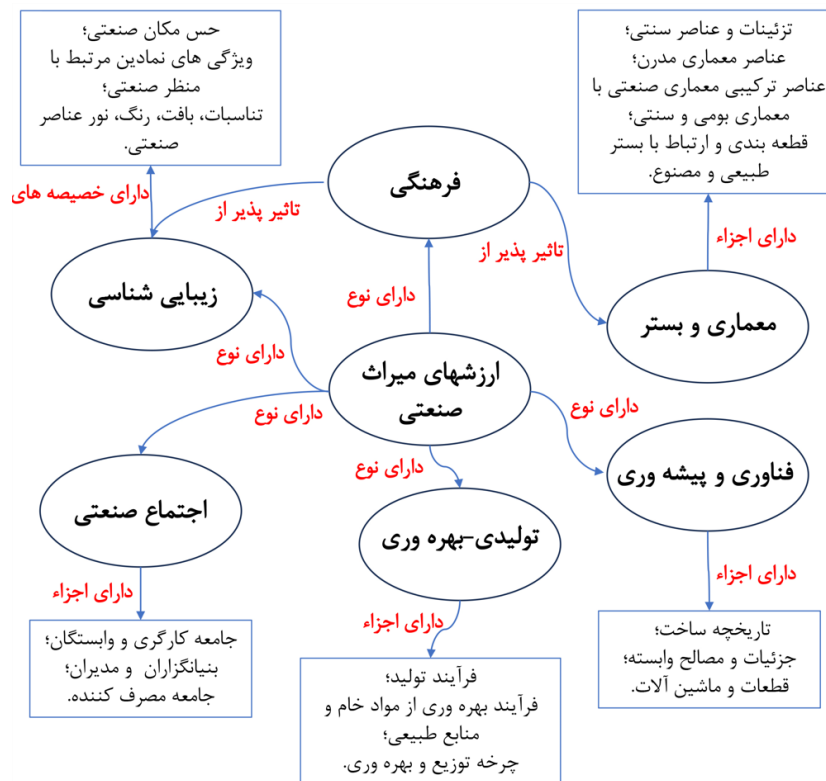 تزئینات و عناصر سنتی؛
عناصر معماری مدرن؛
عناصر ترکیبی معماری صنعتی با
معماری بومی و سنتی؛
قطعه بندی و ارتباط با بستر
طبیعی و مصنوع.
حس مکان صنعتی؛
ویژگی های نمادین مرتبط با
منظر صنعتی؛
تناسبات، بافت، رنگ، نور عناصر
صنعتی.
دارای اجزاء
فرهنگی
دارای خصیصه های
تاثیر پذیر از
تاثیر پذیر از
معماری و بستر
دارای نوع
زیبایی شناسی
ارزشهای میراث
صنعتی
دارای نوع
دارای نوع
دارای نوع
دارای نوع
فناوری و پیشه وری
تولیدی-بهره وری
اجتماع صنعتی
دارای اجزاء
دارای اجزاء
دارای اجزاء
تاریخچه ساخت؛
جزئیات و مصالح وابسته؛
قطعات و ماشین آلات.
فرآیند تولید؛
فرآیند بهره وری از مواد خام و
منابع طبیعی؛
چرخه توزیع و بهره وری.
جامعه کارگری و وابستگان؛
بنیانگزاران و مدیران؛
جامعه مصرف کننده.